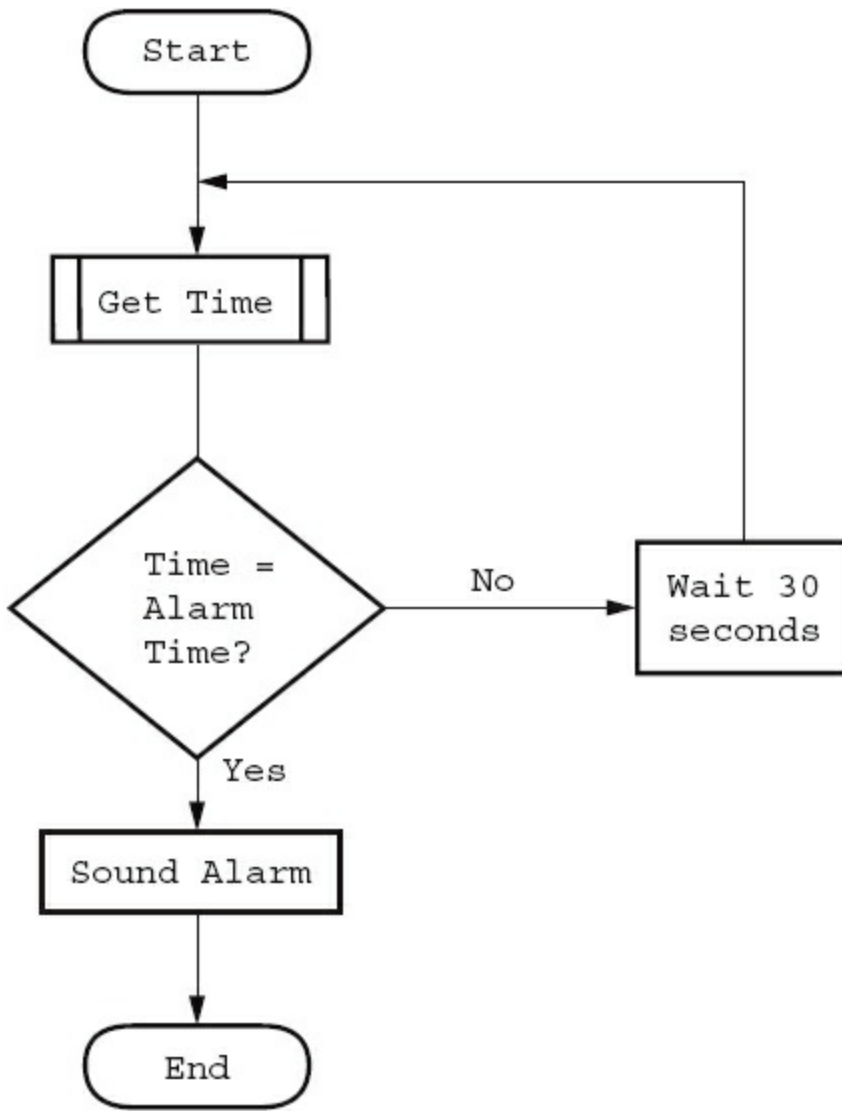 Start
Get Time
Time =
Alarm
Time?
No
Wait 30
seconds
Yes
Sound Alarm
End